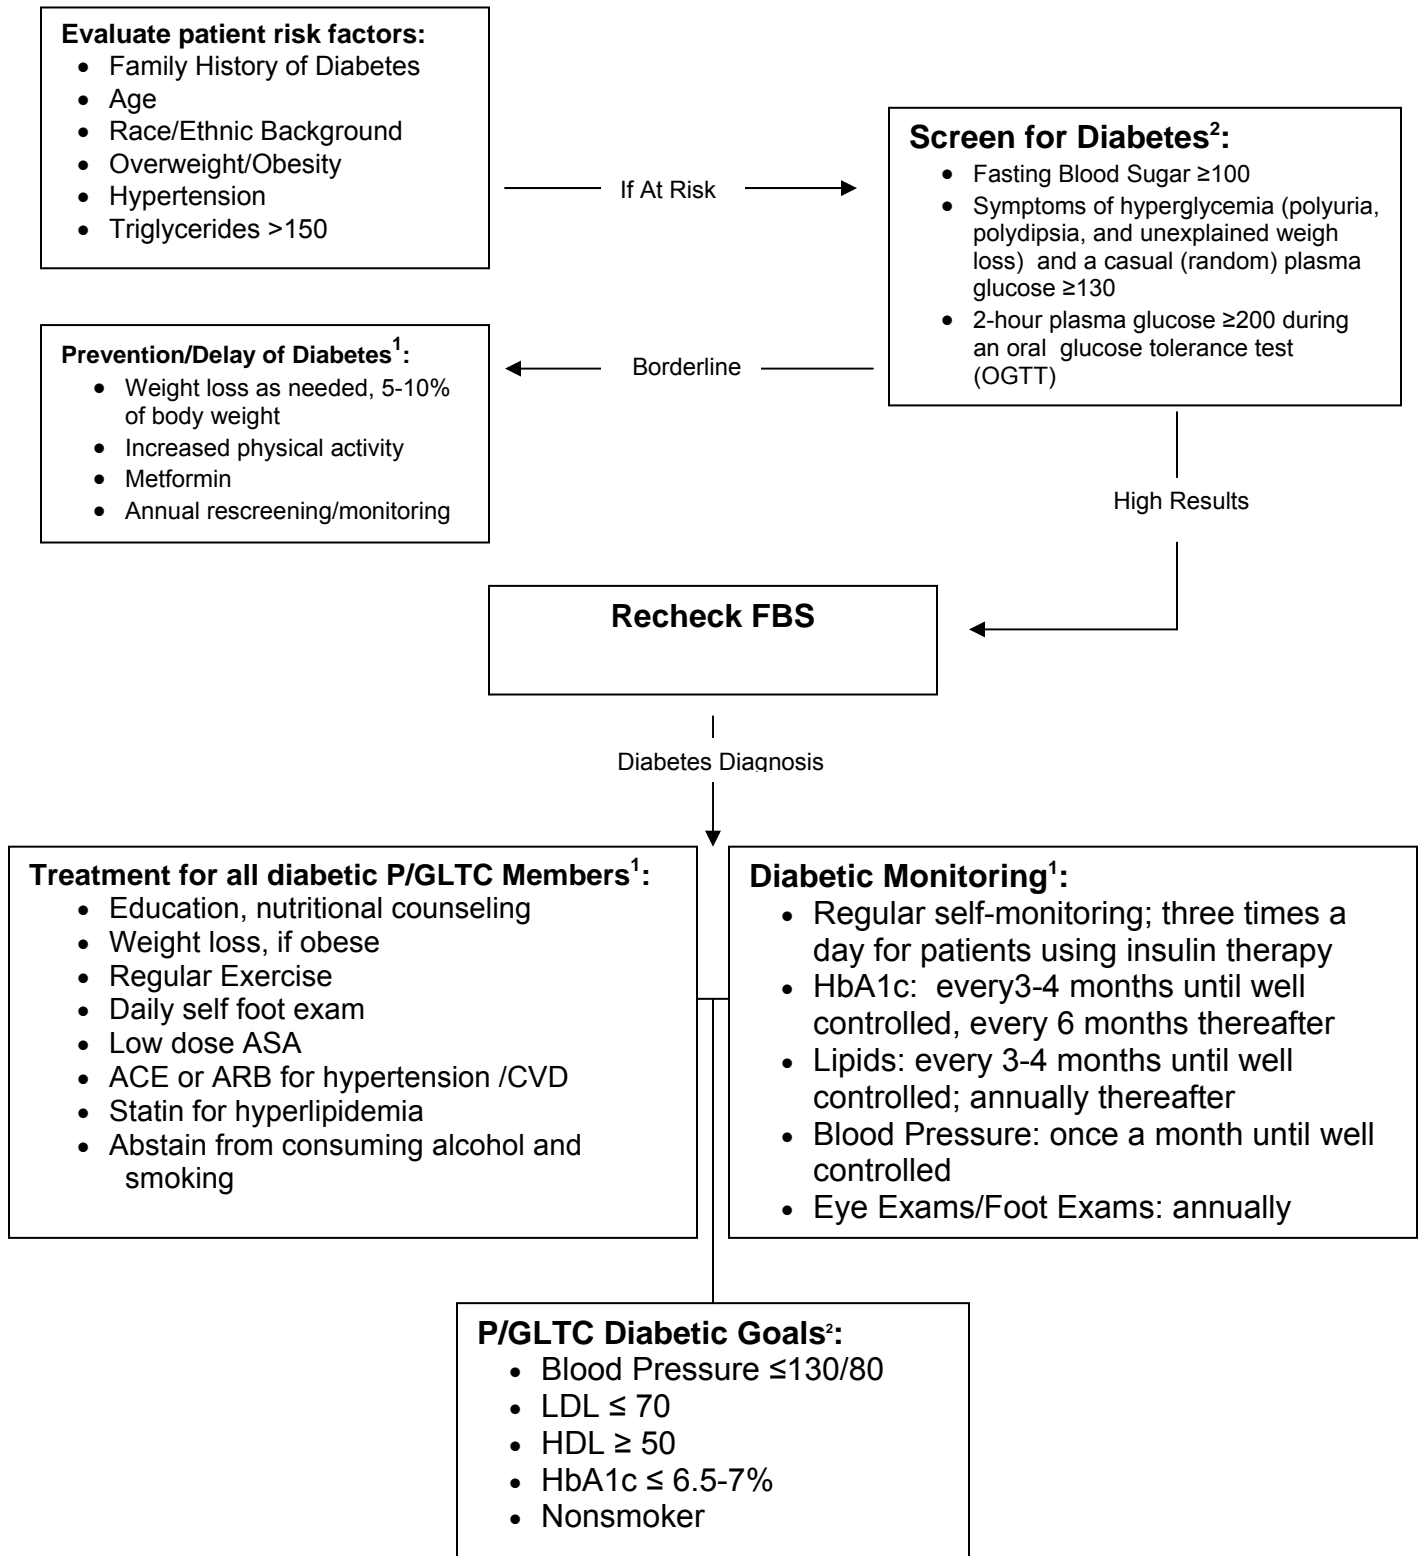 Evaluate patient risk factors:
• Family History of Diabetes
• Age
• Race/Ethnic Background
• Overweight/Obesity
• Hypertension
• Triglycerides >150
If At Risk
Screen for Diabetes²:
• Fasting Blood Sugar ≥100
• Symptoms of hyperglycemia (polyuria,
polydipsia, and unexplained weigh
loss) and a casual (random) plasma
glucose ≥130
• 2-hour plasma glucose ≥200 during
an oral glucose tolerance test
(OGTT)
Borderline
Prevention/Delay of Diabetes¹:
• Weight loss as needed, 5-10%
of body weight
• Increased physical activity
• Metformin
• Annual rescreening/monitoring
High Results
Recheck FBS
Diabetes Diagnosis
Treatment for all diabetic P/GLTC Members¹:
• Education, nutritional counseling
• Weight loss, if obese
• Regular Exercise
• Daily self foot exam
• Low dose ASA
• ACE or ARB for hypertension /CVD
• Statin for hyperlipidemia
• Abstain from consuming alcohol and
smoking
Diabetic Monitoring¹:
• Regular self-monitoring; three times a
day for patients using insulin therapy
• HbA1c: every3-4 months until well
controlled, every 6 months thereafter
• Lipids: every 3-4 months until well
controlled; annually thereafter
• Blood Pressure: once a month until well
controlled
• Eye Exams/Foot Exams: annually
P/GLTC Diabetic Goals²:
• Blood Pressure ≤130/80
• LDL ≤ 70
• HDL ≥ 50
• HbA1c ≤ 6.5-7%
• Nonsmoker